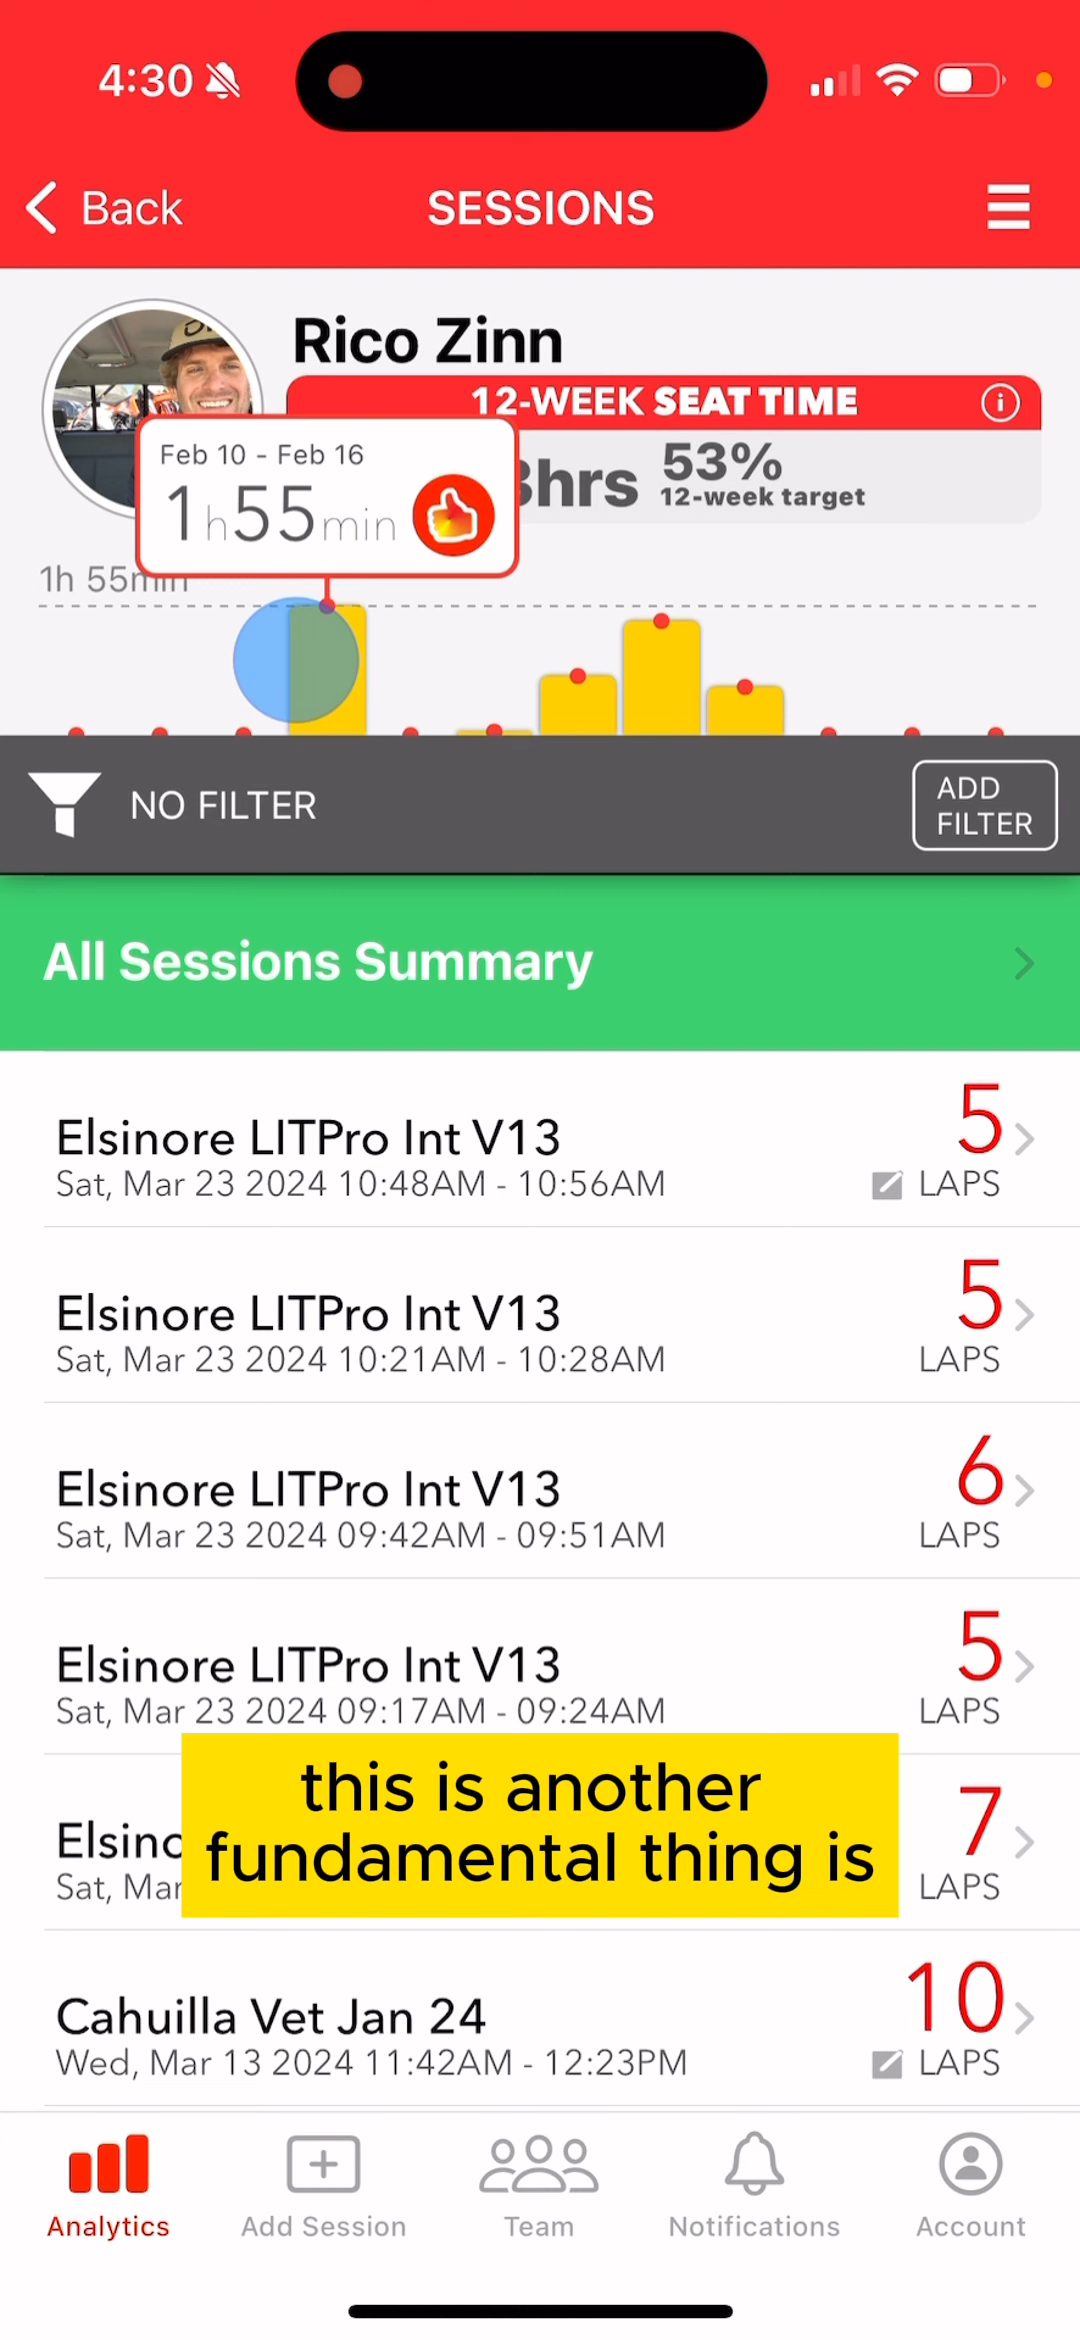 4:30
Back
SESSIONS
Rico Zinn
12-WEEK SEAT TIME
Feb 10 - Feb 16
1h55min
hrs
53%
12-week target
1h 55min
NO FILTER
ADD
FILTER
All Sessions Summary
Elsinore LITPro Int V13
5
Sat, Mar 23 2024 10:48AM - 10:56AM
LAPS
Elsinore LITPro Int V13
5
Sat, Mar 23 2024 10:21AM - 10:28AM
LAPS
Elsinore LITPro Int V13
6
Sat, Mar 23 2024 09:42AM - 09:51AM
LAPS
Elsinore LITPro Int V13
5
Sat, Mar 23 2024 09:17AM - 09:24AM
LAPS
this is another
fundamental thing is
7
Sat, Mar
LAPS
Cahuilla Vet Jan 24
10
Wed, Mar 13 2024 11:42AM - 12:23PM
LAPS
Analytics
Add Session
Team
Notifications
Account